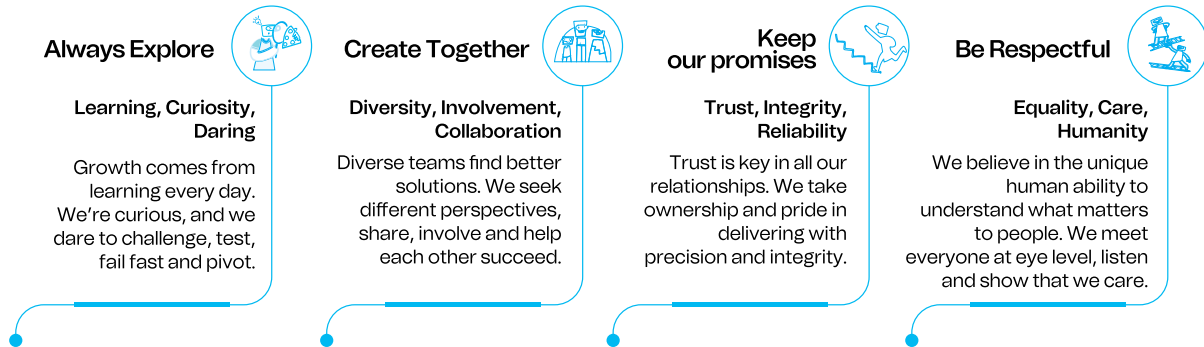 Always Explore
Learning, Curiosity,
Daring
Growth comes from
learning every day.
We're curious, and we
dare to challenge, test,
fail fast and pivot.
Create Together
Diversity, Involvement,
Collaboration
Diverse teams find better
solutions. We seek
different perspectives,
share, involve and help
each other succeed.
Keep
our promises
Trust, Integrity,
Reliability
Trust is key in all our
relationships. We take
ownership and pride in
delivering with
precision and integrity.
Be Respectful
Equality, Care,
Humanity
We believe in the unique
human ability to
understand what matters
to people. We meet
everyone at eye level, listen
and show that we care.